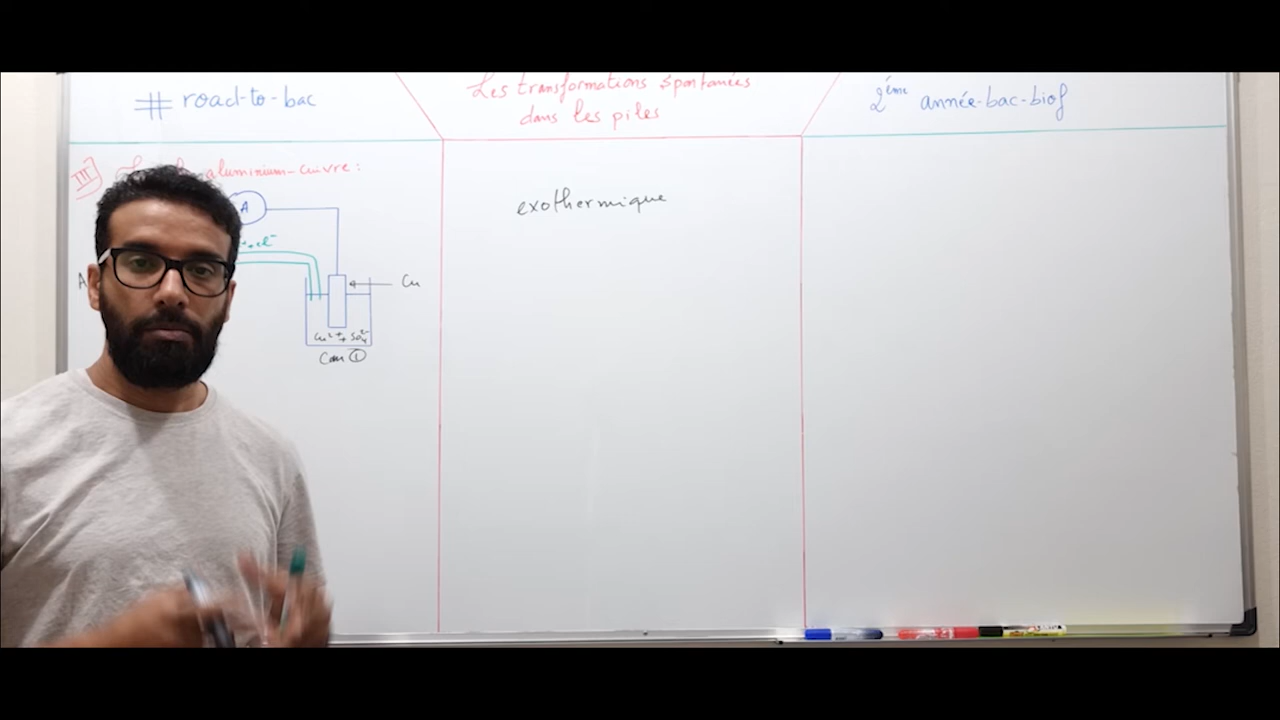 # road-to-bac
Les transformations spontanées
dans les piles
2ème année-bac-biof
III) aluminium-cuivre :
A
Cl⁻
A
Cu
Cu²⁺ + SO₄²⁻
Com ①
exothermique